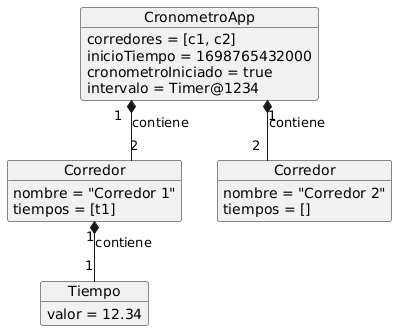 CronometroApp
corredores = [c1, c2]
inicioTiempo = 1698765432000
cronometroIniciado = true
intervalo = Timer@1234
1
1
contiene
contiene
2
2
Corredor
nombre = "Corredor 1"
tiempos = [t1]
Corredor
nombre = "Corredor 2"
tiempos = []
1
contiene
1
Tiempo
valor = 12.34